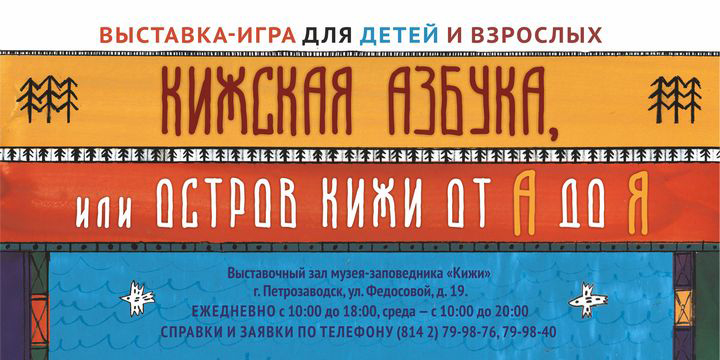 ВЫСТАВКА-ИГРА ДЛЯ ДЕТЕЙ И ВЗРОСЛЫХ
КИЖСКАЯ АЗБУКА,
или ОСТРОВ КИЖИ ОТ А ДО Я
Выставочный зал музея-заповедника «Кижи»
г. Петрозаводск, ул. Федосовой, д. 19.
ЕЖЕДНЕВНО с 10:00 до 18:00, среда — с 10:00 до 20:00
СПРАВКИ И ЗАЯВКИ ПО ТЕЛЕФОНУ (814 2) 79-98-76, 79-98-40